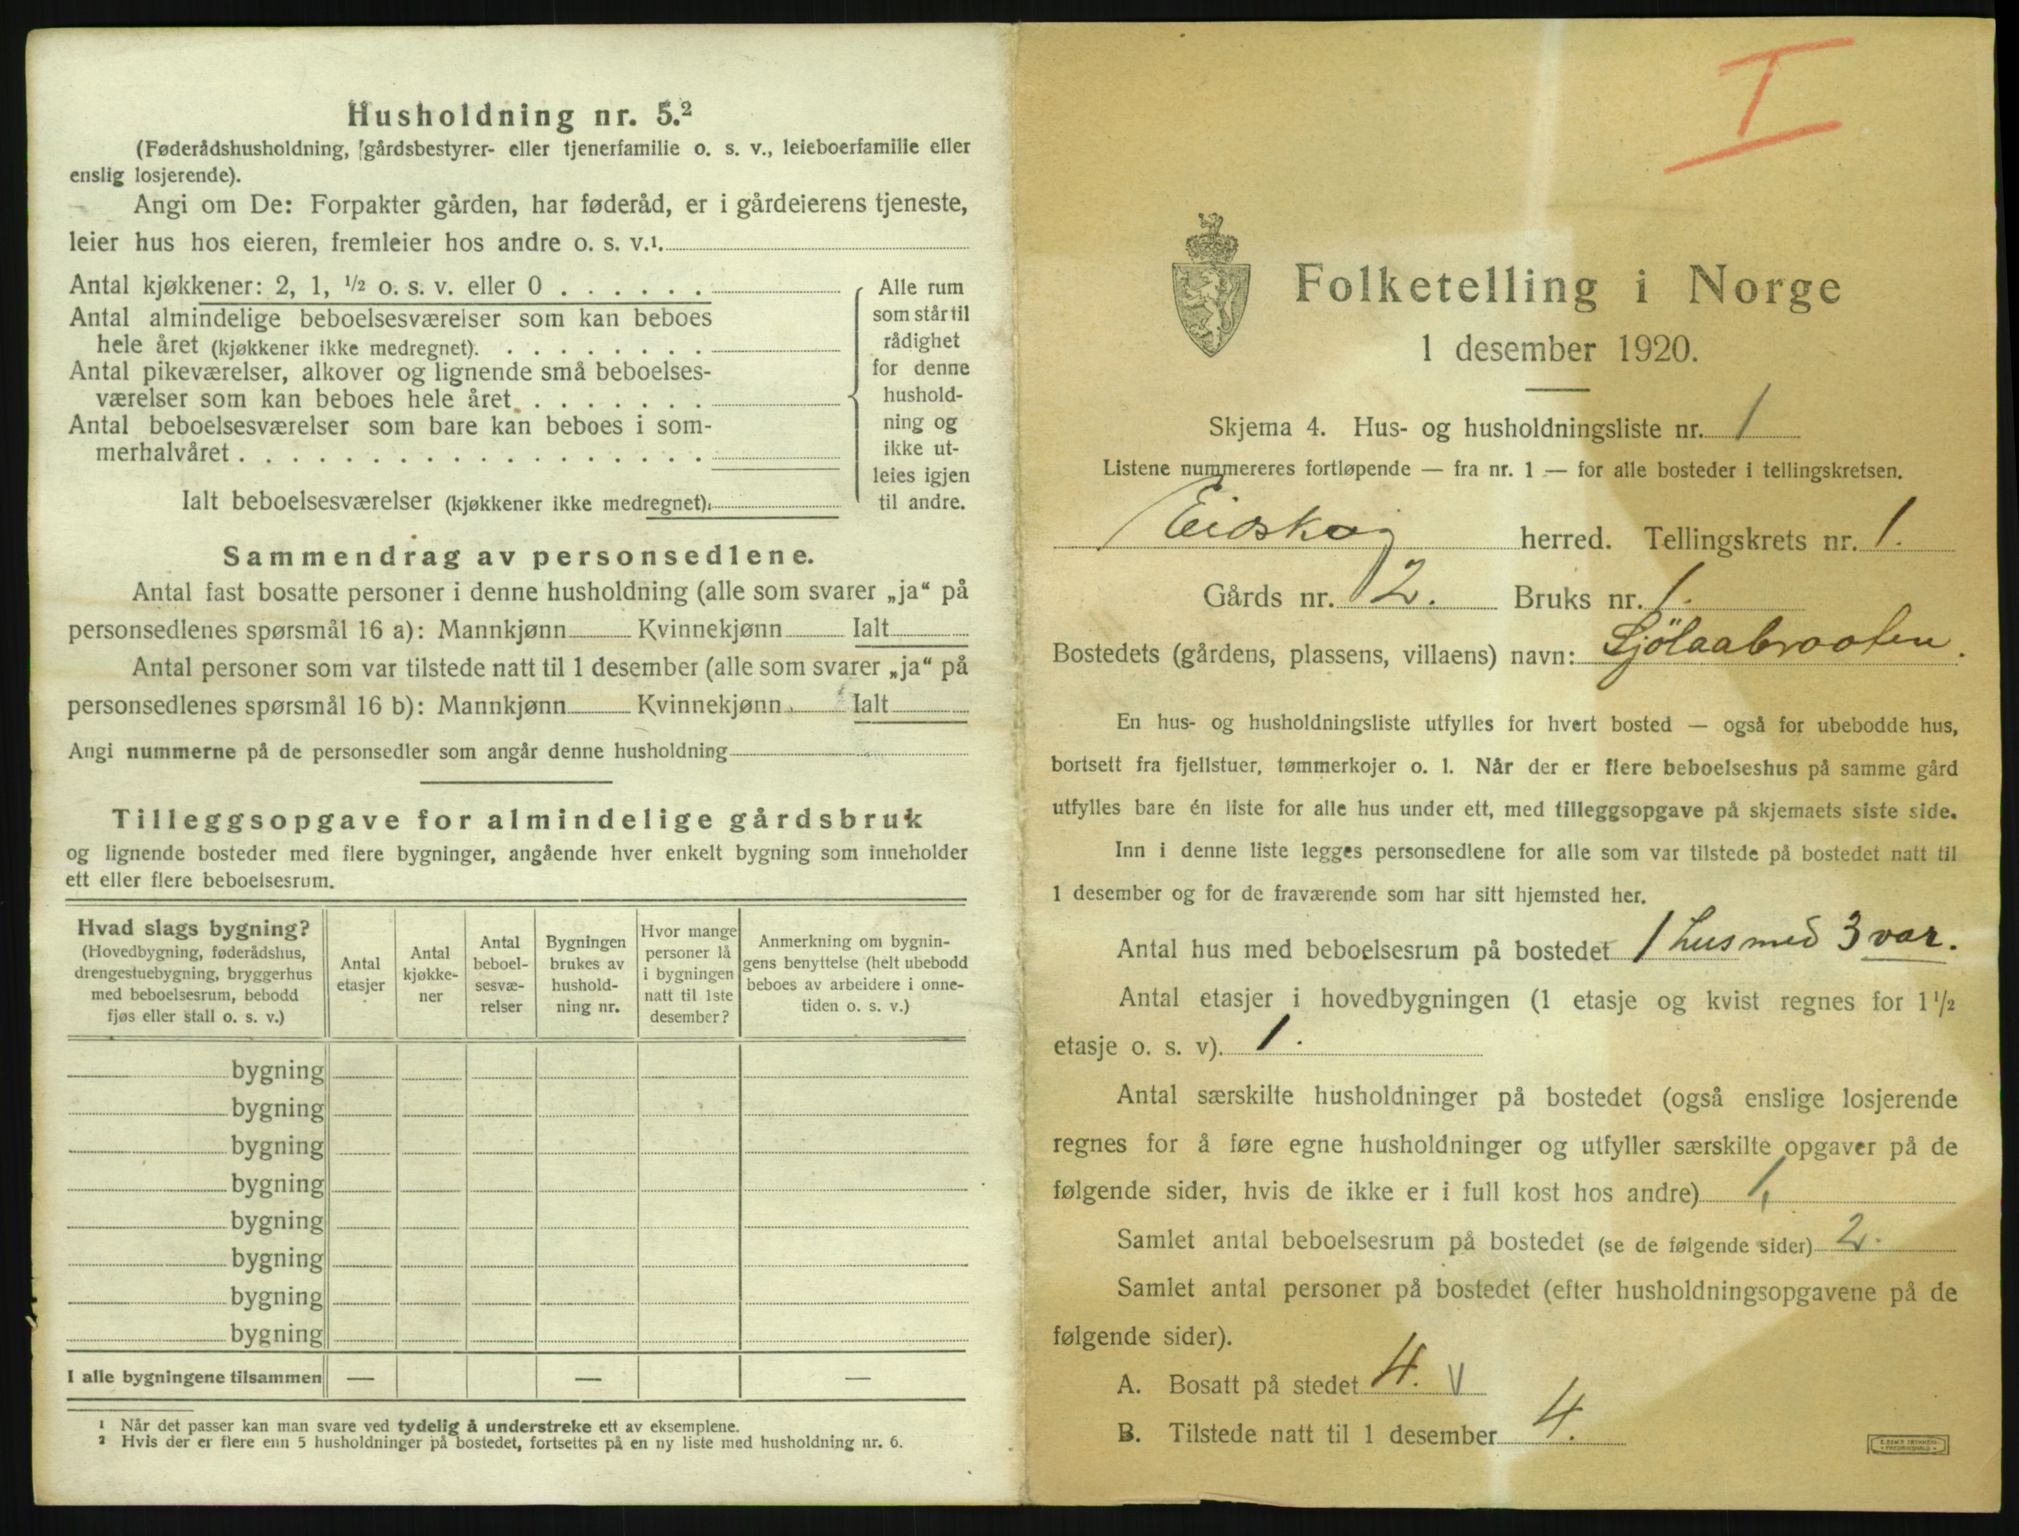 Husholdning nr. 5.²
(Føderådshusholdning, gårdsbestyrer- eller tjenerfamilie o. s. v., leieboerfamilie eller
enslig losjerende).
Angi om De: Forpakter gården, har føderåd, er i gårdeierens tjeneste,
leier hus hos eieren, fremleier hos andre o. s. v.¹
Antal kjøkkener: 2, 1, ½ o. s. v. eller 0
Antal almindelige beboelsesværelser som kan beboes
hele året (kjøkkener ikke medregnet)
Antal pikeværelser, alkover og lignende små beboelses-
værelser som kan beboes hele året
Antal beboelsesværelser som bare kan beboes i som-
merhalvåret
Ialt beboelsesværelser (kjøkkener ikke medregnet)
Alle rum
som står til
rådighet
for denne
hushold-
ning og
ikke ut-
leies igjen
til andre.
Sammendrag av personsedlene.
Antal fast bosatte personer i denne husholdning (alle som svarer „ja“ på
personsedlenes spørsmål 16 a): Mannkjønn Kvinnekjønn Ialt
Antal personer som var tilstede natt til 1 desember (alle som svarer „ja“ på
personsedlenes spørsmål 16 b): Mannkjønn Kvinnekjønn Ialt
Angi nummerne på de personsedler som angår denne husholdning
Tilleggsopgave for almindelige gårdsbruk
og lignende bosteder med flere bygninger, angående hver enkelt bygning som inneholder
ett eller flere beboelsesrum.
Hvad slags bygning?
(Hovedbygning, føderådshus,
drengestuebygning, bryggerhus
med beboelsesrum, bebodd
fjøs eller stall o. s. v.)
Antal
etasjer
Antal
kjøkke-
ner
Antal
beboel-
sesvæ-
relser
Bygningen
brukes av
hushold-
ning nr.
Hvor mange
personer lå
i bygningen
natt til 1ste
desember?
Anmerkning om bygnin-
gens benyttelse (helt ubebodd
beboes av arbeidere i onne-
tiden o. s. v.)
bygning
bygning
bygning
bygning
bygning
bygning
bygning
bygning
I alle bygningene tilsammen — — —
¹ Når det passer kan man svare ved tydelig å understreke ett av eksemplene.
² Hvis der er flere enn 5 husholdninger på bostedet, fortsettes på en ny liste med husholdning nr. 6.
I
Folketelling i Norge
1 desember 1920.
Skjema 4. Hus- og husholdningsliste nr. 1
Listene nummereres fortløpende — fra nr. 1 — for alle bosteder i tellingskretsen.
Eidskog herred. Tellingskrets nr. 1.
Gårds nr. 2. Bruks nr. 1.
Bostedets (gårdens, plassens, villaens) navn: Sjölaabraaten.
En hus- og husholdningsliste utfylles for hvert bosted — også for ubebodde hus,
bortsett fra fjellstuer, tømmerkojer o. l. Når der er flere beboelseshus på samme gård
utfylles bare én liste for alle hus under ett, med tilleggsopgave på skjemaets siste side.
Inn i denne liste legges personsedlene for alle som var tilstede på bostedet natt til
1 desember og for de fraværende som har sitt hjemsted her.
Antal hus med beboelsesrum på bostedet 1 hus med 3 vær.
Antal etasjer i hovedbygningen (1 etasje og kvist regnes for 1½
etasje o. s. v). 1.
Antal særskilte husholdninger på bostedet (også enslige losjerende
regnes for å føre egne husholdninger og utfyller særskilte opgaver på de
følgende sider, hvis de ikke er i full kost hos andre) 1,
Samlet antal beboelsesrum på bostedet (se de følgende sider) 2.
Samlet antal personer på bostedet (efter husholdningsopgavene på de
følgende sider).
A. Bosatt på stedet 4. V
B. Tilstede natt til 1 desember 4.